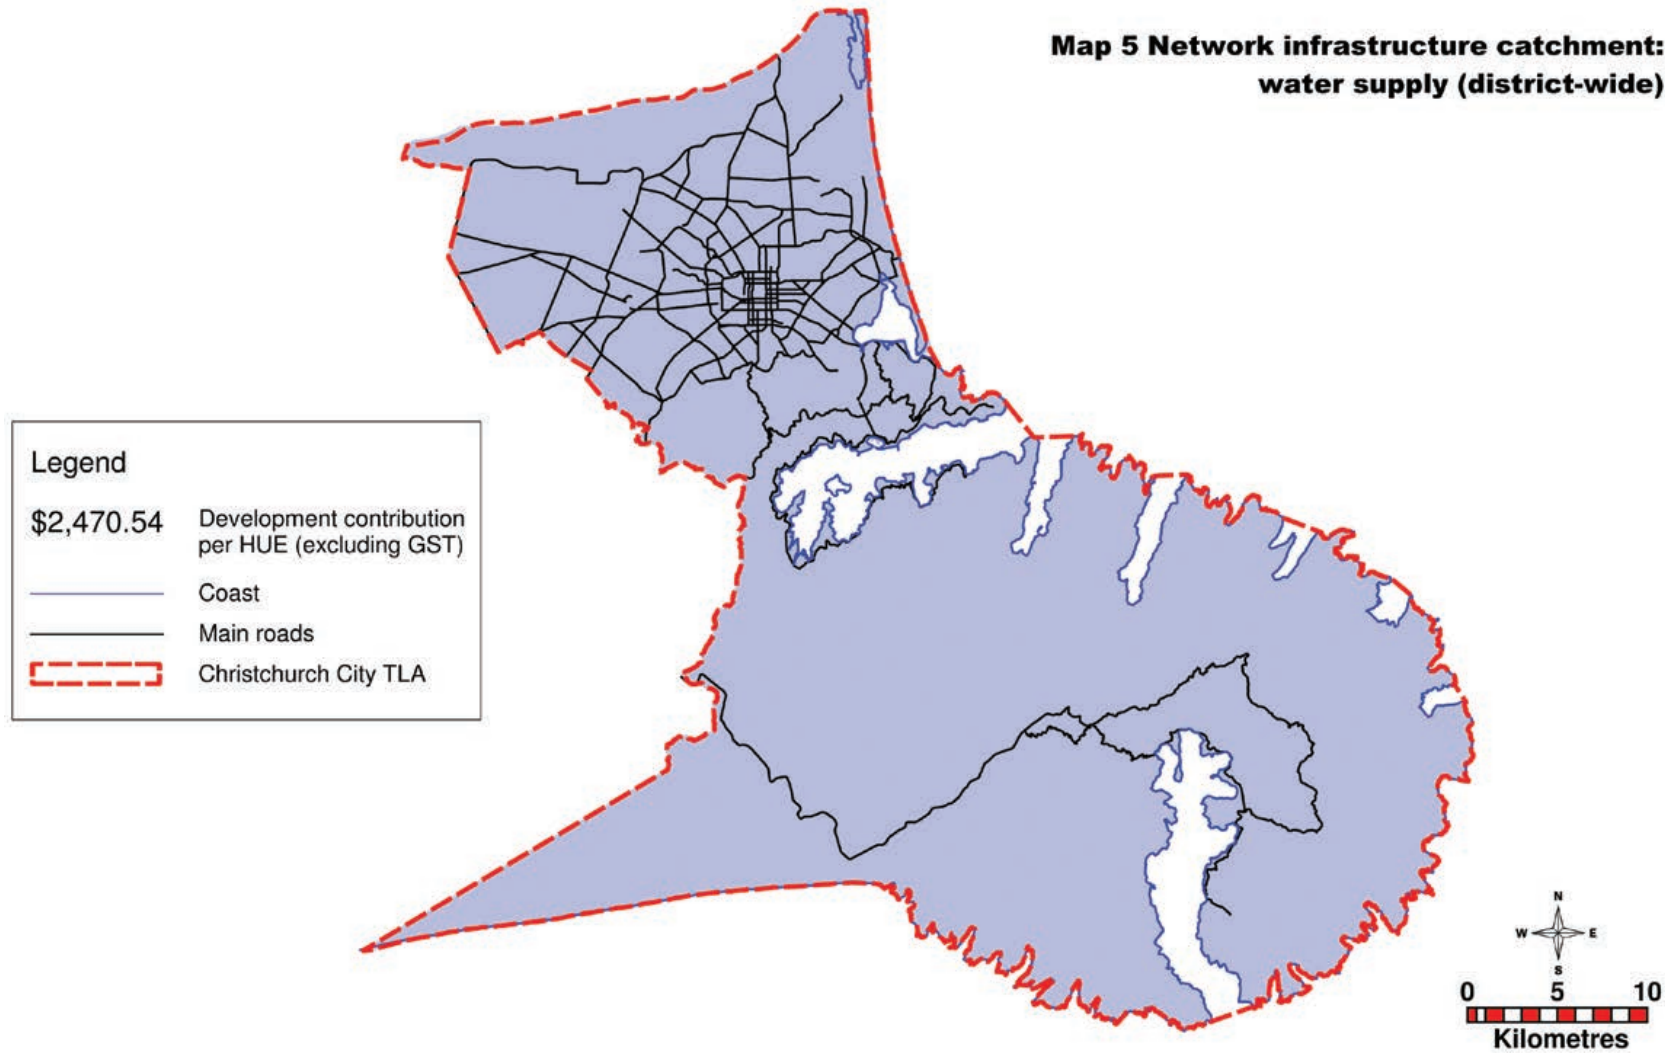 Map 5 Network infrastructure catchment:
water supply (district-wide)
Legend
$2,470.54 Development contribution
per HUE (excluding GST)
Coast
Main roads
Christchurch City TLA
N
W E
S
0 5 10
Kilometres